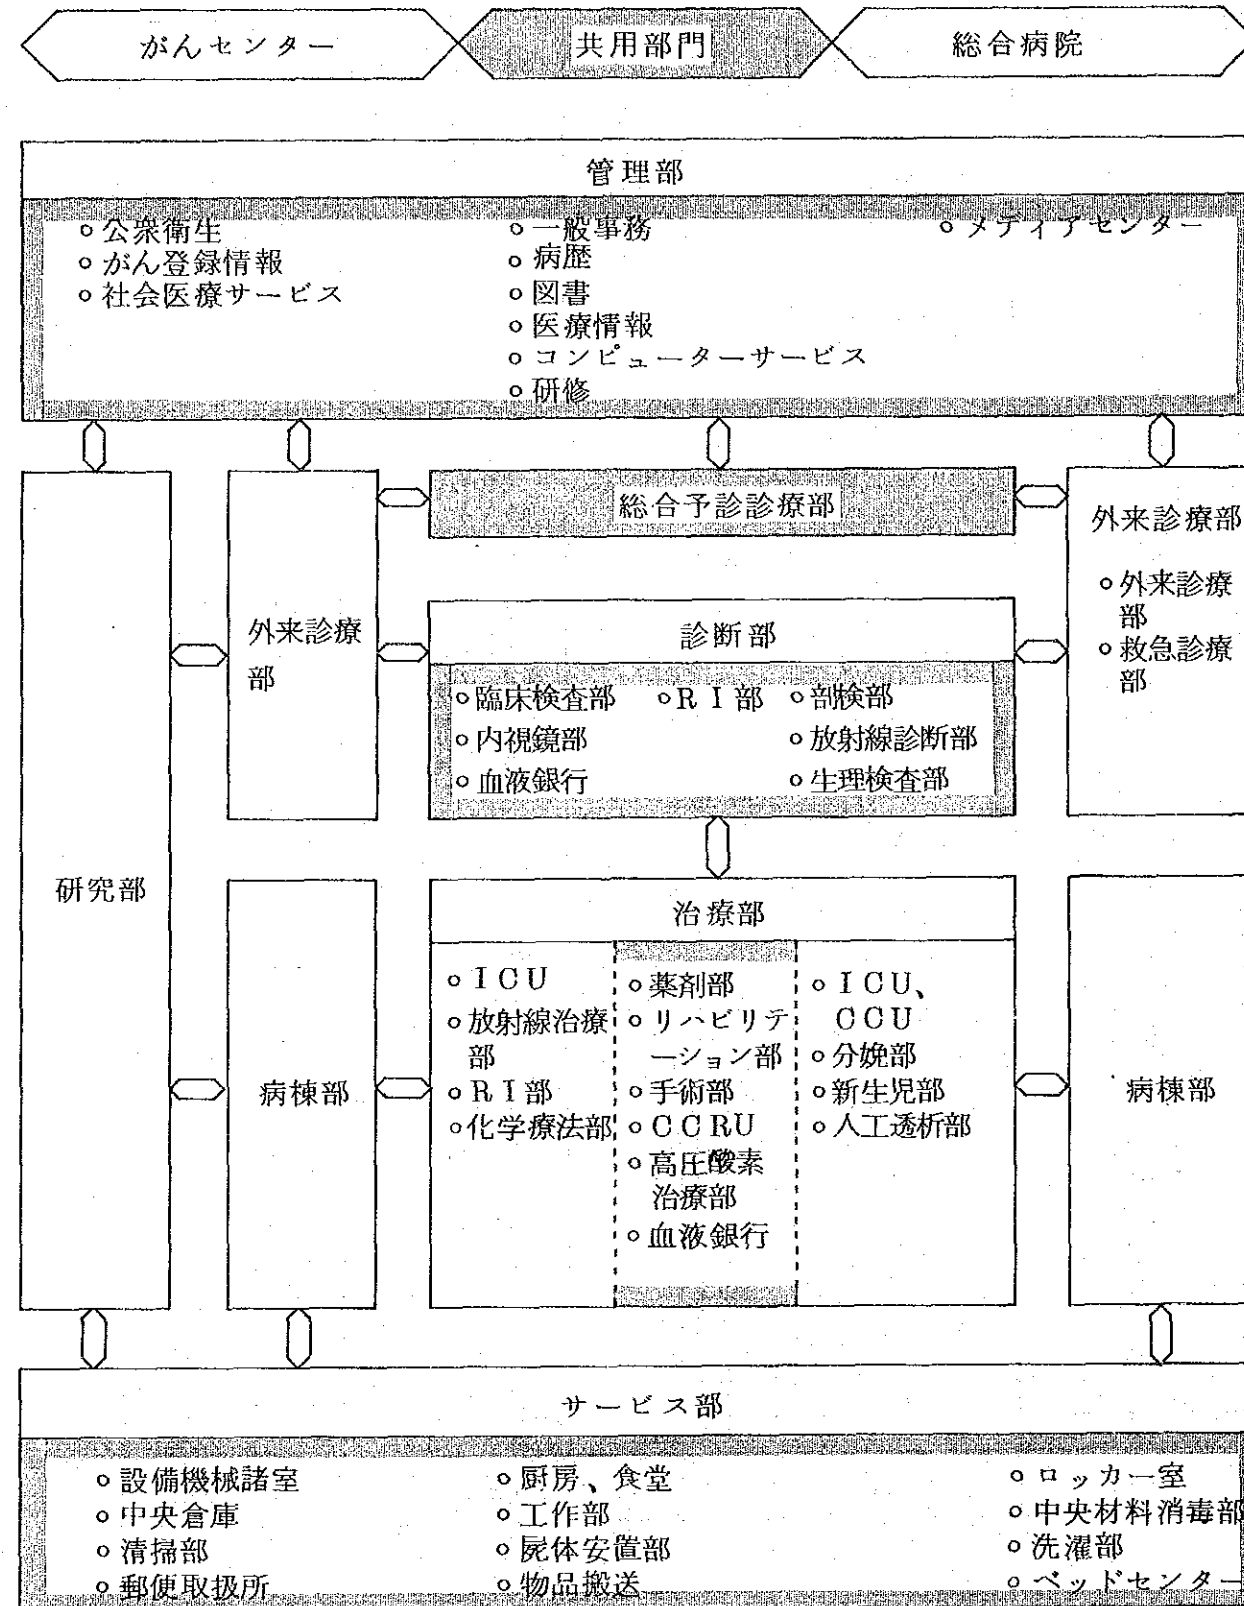 がんセンター
共用部門
総合病院
管理部
○公衆衛生
○がん登録情報
○社会医療サービス
○一般事務
○病歴
○図書
○医療情報
○コンピューターサービス
○研修
○メディアセンター
研究部
外来診療
部
総合予診診療部
外来診療部
○外来診療
部
○救急診療
部
診断部
○臨床検査部
○内視鏡部
○血液銀行
○RI部
○剖検部
○放射線診断部
○生理検査部
病棟部
治療部
○ICU
○放射線治療
部
○RI部
○化学療法部
○薬剤部
○リハビリテ
ーション部
○手術部
○CCRU
○高圧酸素
治療部
○血液銀行
○ICU、
CCU
○分娩部
○新生児部
○人工透析部
病棟部
サービス部
○設備機械諸室
○中央倉庫
○清掃部
○郵便取扱所
○厨房、食堂
○工作部
○屍体安置部
○物品搬送
○ロッカー室
○中央材料消毒部
○洗濯部
○ベッドセンター